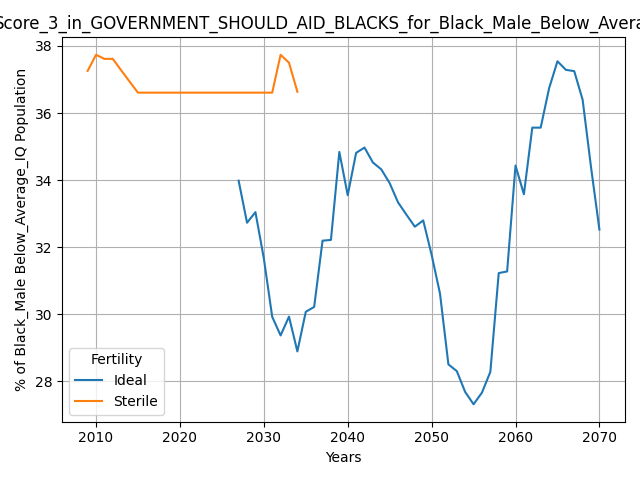 Score_3_in_GOVERNMENT_SHOULD_AID_BLACKS_for_Black_Male_Below_Avera
38
36
34
32
30
28
% of Black_Male Below_Average_IQ Population
Fertility
Ideal
Sterile
2010 2020 2030 2040 2050 2060 2070
Years